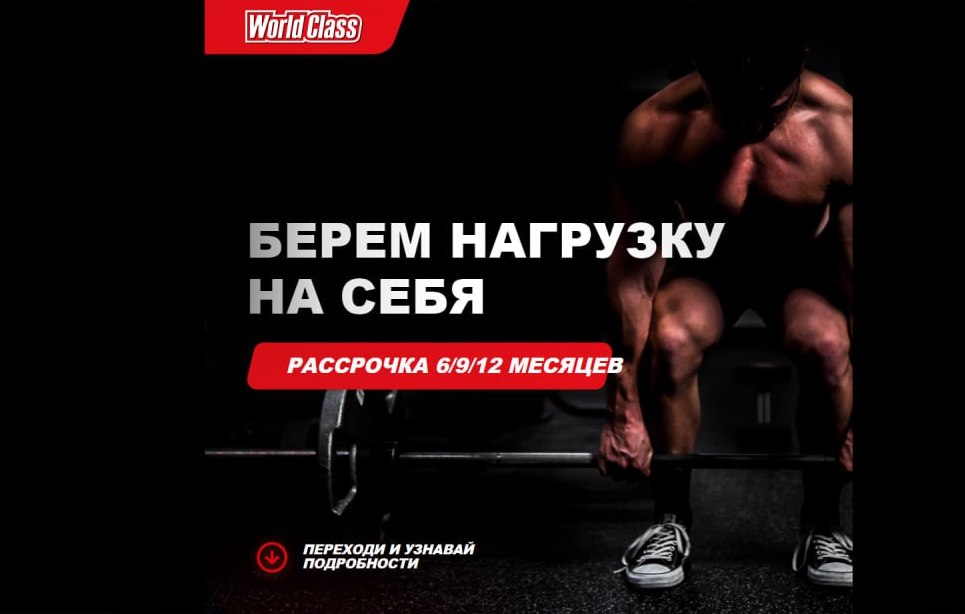 World Class
БЕРЕМ НАГРУЗКУ
НА СЕБЯ
РАССРОЧКА 6/9/12 МЕСЯЦЕВ
ПЕРЕХОДИ И УЗНАВАЙ
ПОДРОБНОСТИ